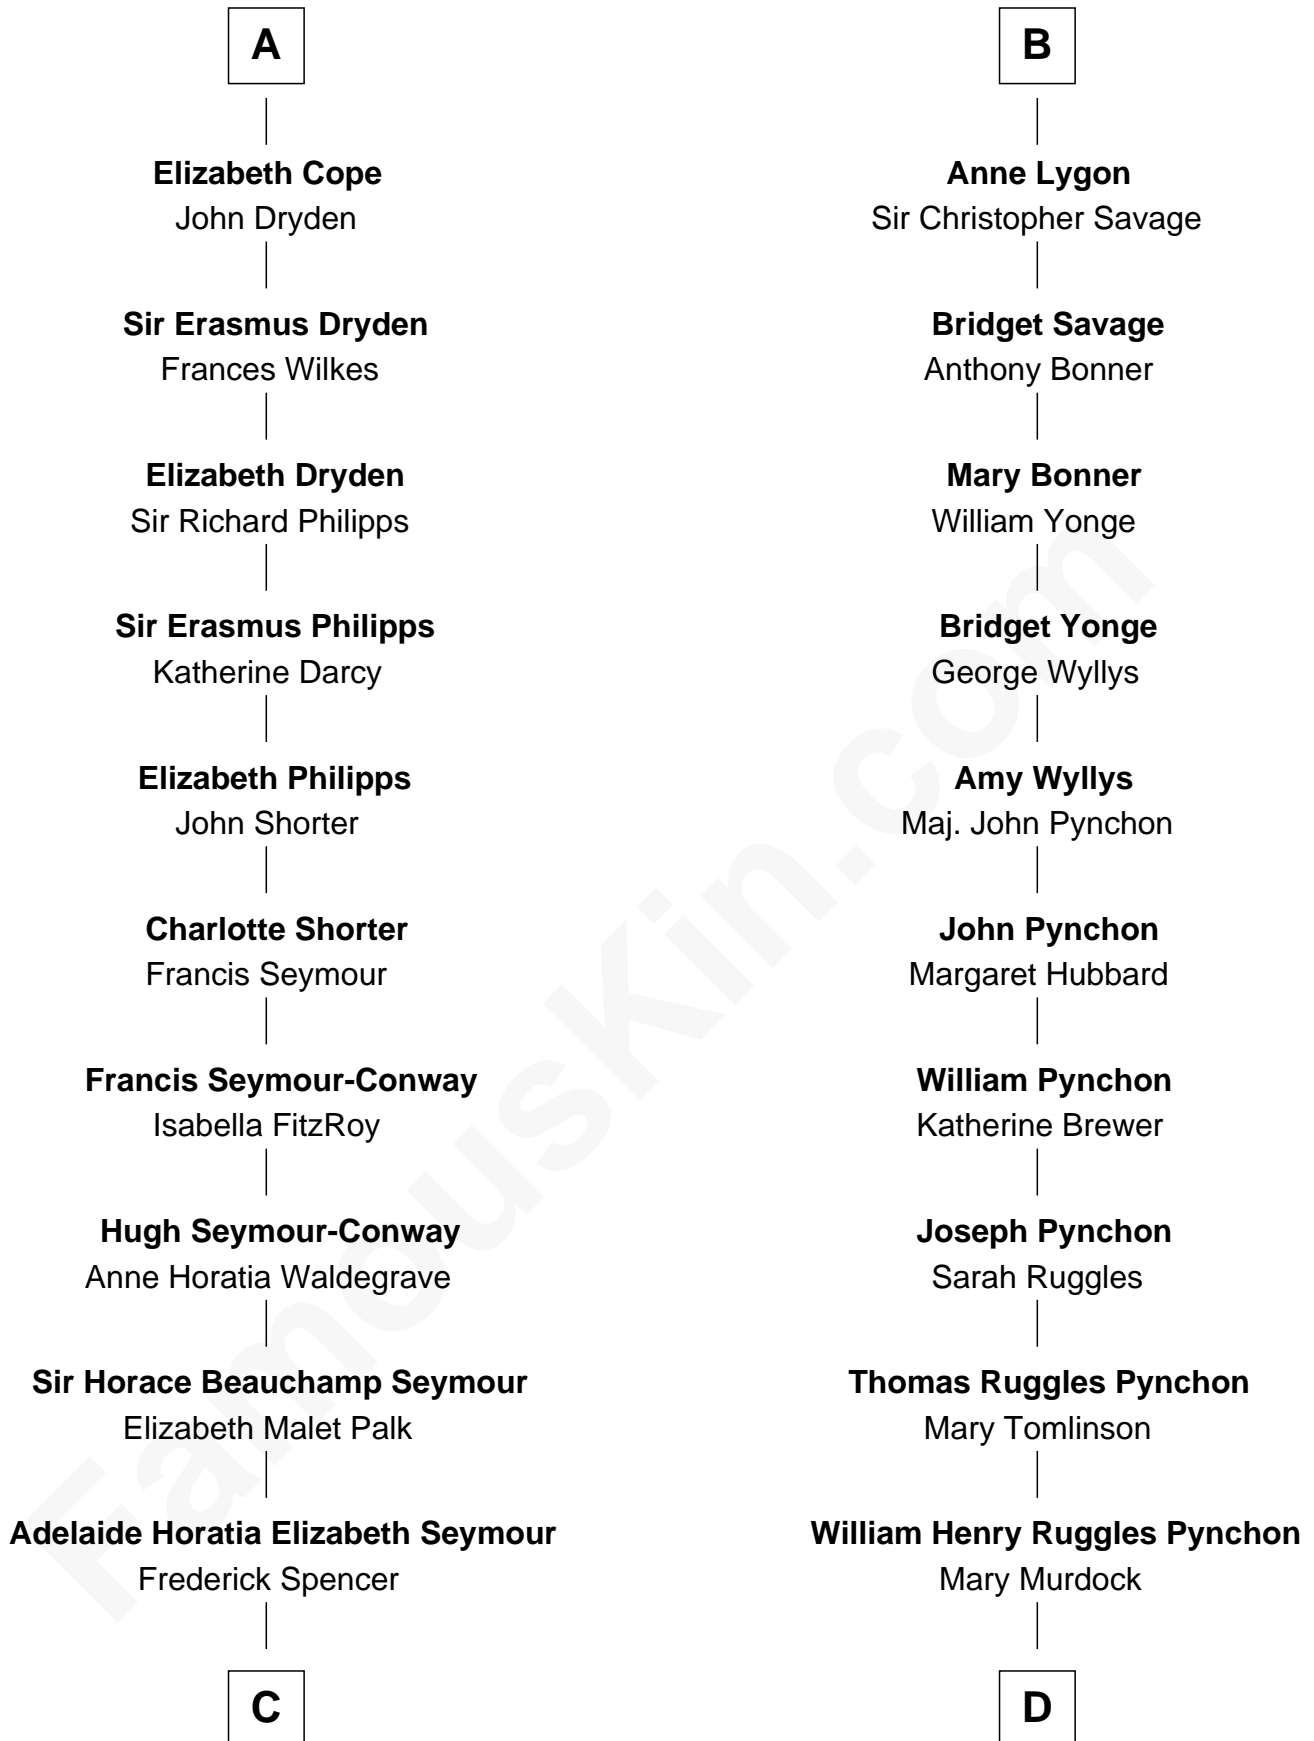 A
Elizabeth Cope
John Dryden
Sir Erasmus Dryden
Frances Wilkes
Elizabeth Dryden
Sir Richard Philipps
Sir Erasmus Philipps
Katherine Darcy
Elizabeth Philipps
John Shorter
Charlotte Shorter
Francis Seymour
Francis Seymour-Conway
Isabella FitzRoy
Hugh Seymour-Conway
Anne Horatia Waldegrave
Sir Horace Beauchamp Seymour
Elizabeth Malet Palk
Adelaide Horatia Elizabeth Seymour
Frederick Spencer
C
B
Anne Lygon
Sir Christopher Savage
Bridget Savage
Anthony Bonner
Mary Bonner
William Yonge
Bridget Yonge
George Wyllys
Amy Wyllys
Maj. John Pynchon
John Pynchon
Margaret Hubbard
William Pynchon
Katherine Brewer
Joseph Pynchon
Sarah Ruggles
Thomas Ruggles Pynchon
Mary Tomlinson
William Henry Ruggles Pynchon
Mary Murdock
D
FamousKin.com